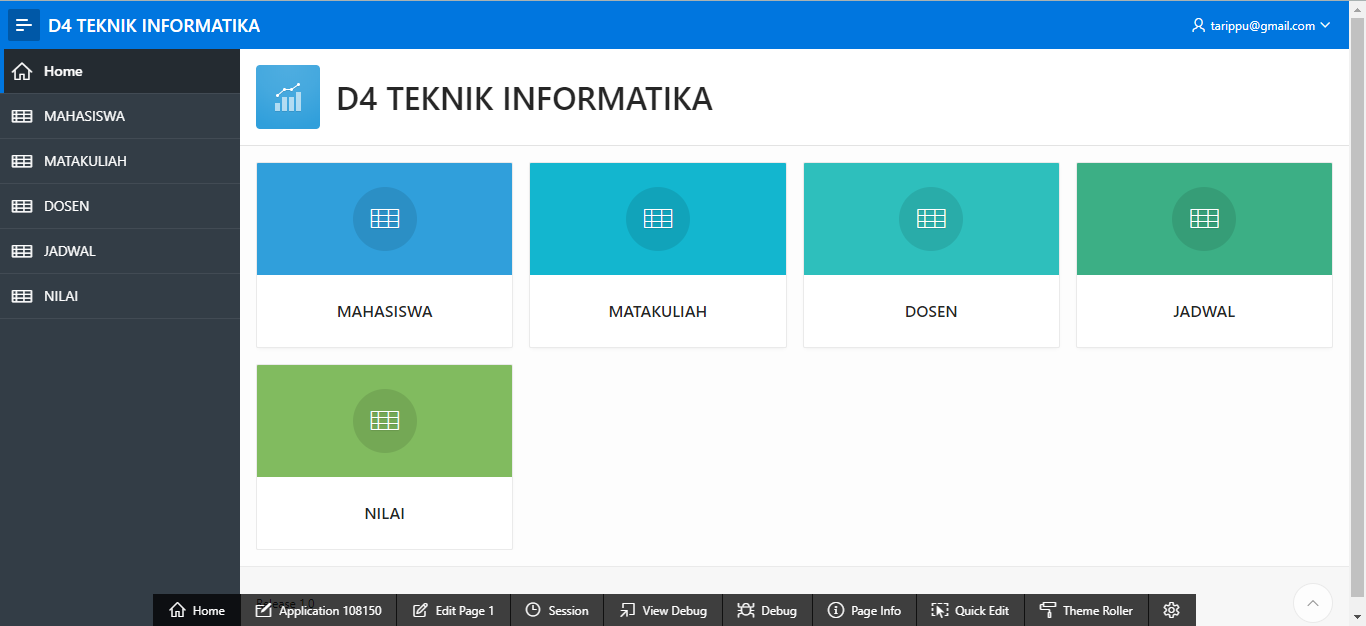 D4 TEKNIK INFORMATIKA
tarippu@gmail.com
Home
MAHASISWA
MATAKULIAH
DOSEN
JADWAL
NILAI
D4 TEKNIK INFORMATIKA
MAHASISWA
MATAKULIAH
DOSEN
JADWAL
NILAI
Release 1.0
Home
Application 108150
Edit Page 1
Session
View Debug
Debug
Page Info
Quick Edit
Theme Roller